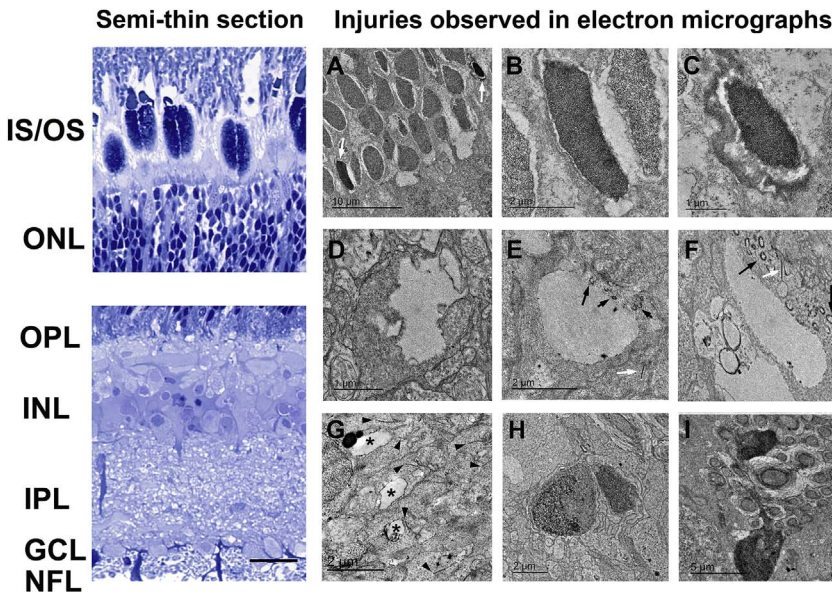 Semi-thin section
Injuries observed in electron micrographs
IS/OS
ONL
OPL
INL
IPL
GCL
NFL
A
10 µm
B
2 µm
C
1 µm
D
1 µm
E
2 µm
F
G
*
*
*
2 µm
H
2 µm
I
5 µm